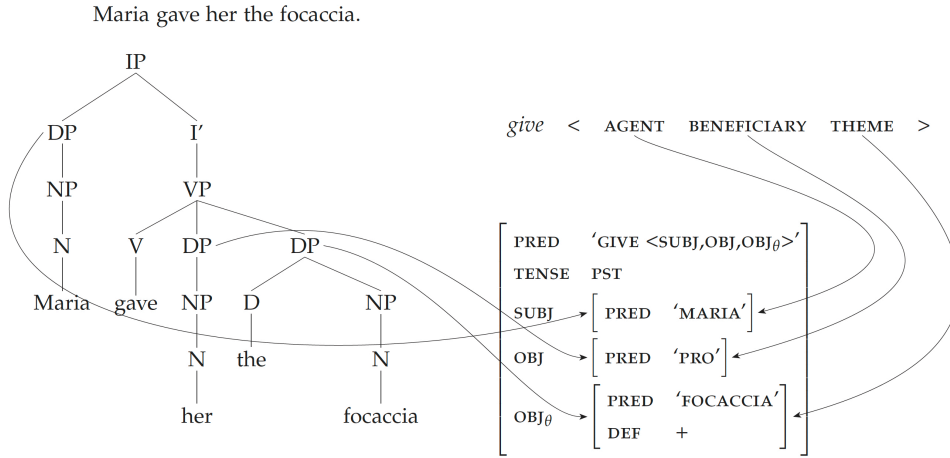 Maria gave her the focaccia.
IP
DP I’
give < AGENT BENEFICIARY THEME >
NP VP
N V DP DP
PRED ‘GIVE <SUBJ,OBJ,OBJθ>’
TENSE PST
Maria gave NP D NP
SUBJ PRED ‘MARIA’
N the N
OBJ PRED ‘PRO’
her focaccia
OBJθ PRED ‘FOCACCIA’
DEF +